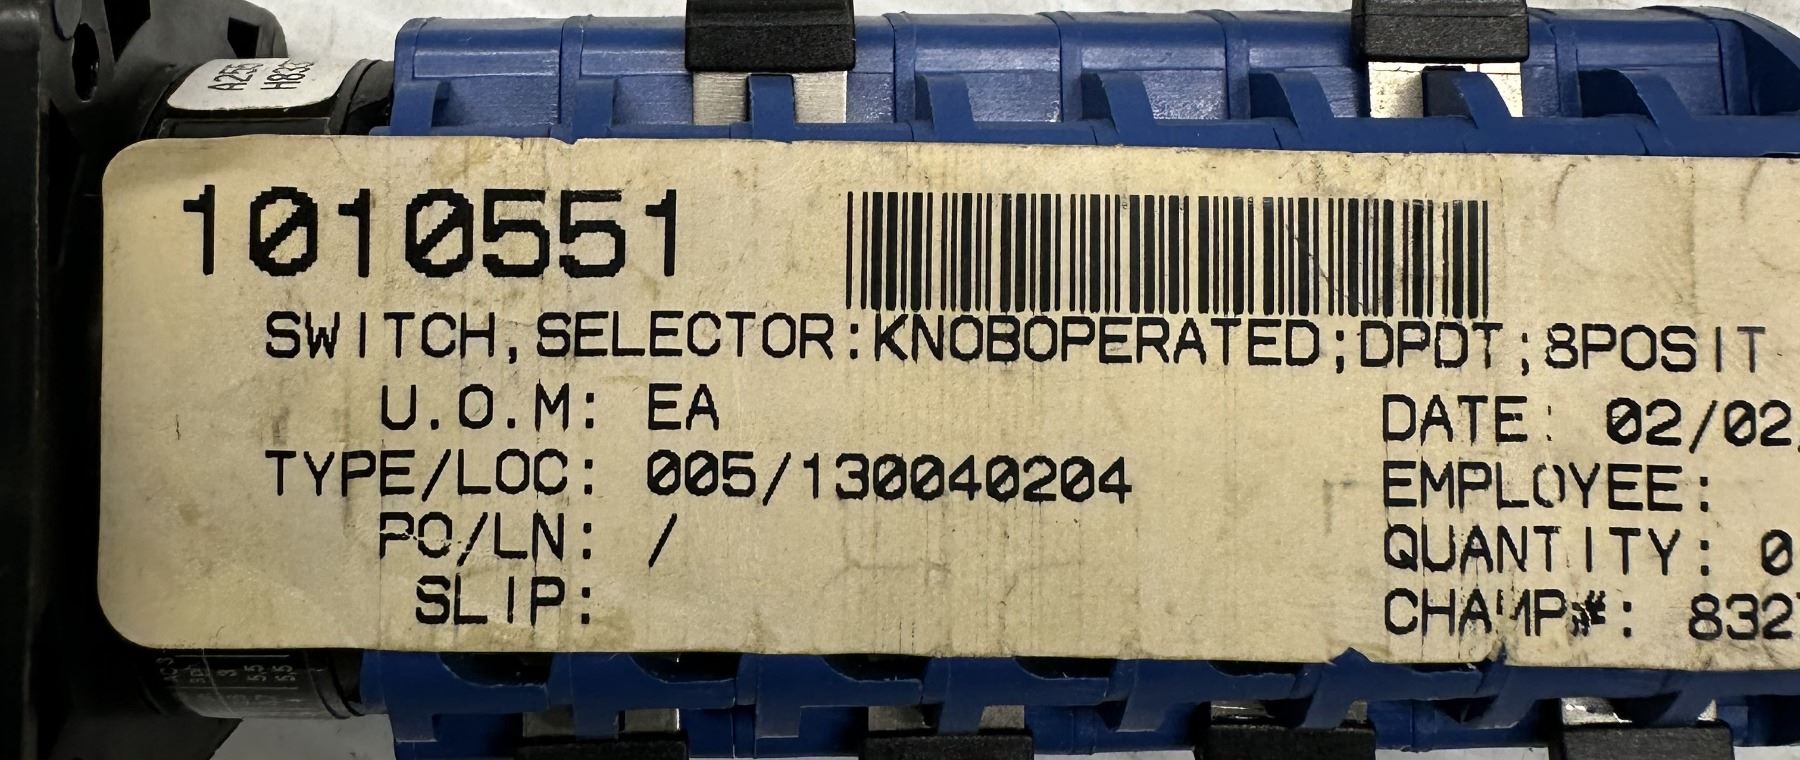 1010551
SWITCH,SELECTOR:KNOBOPERATED;DPDT;8POSIT
U.O.M: EA
DATE: 02/02
TYPE/LOC: 005/130040204
EMPLOYEE:
PO/LN: /
QUANTITY: 0
SLIP:
CHAMP#: 832